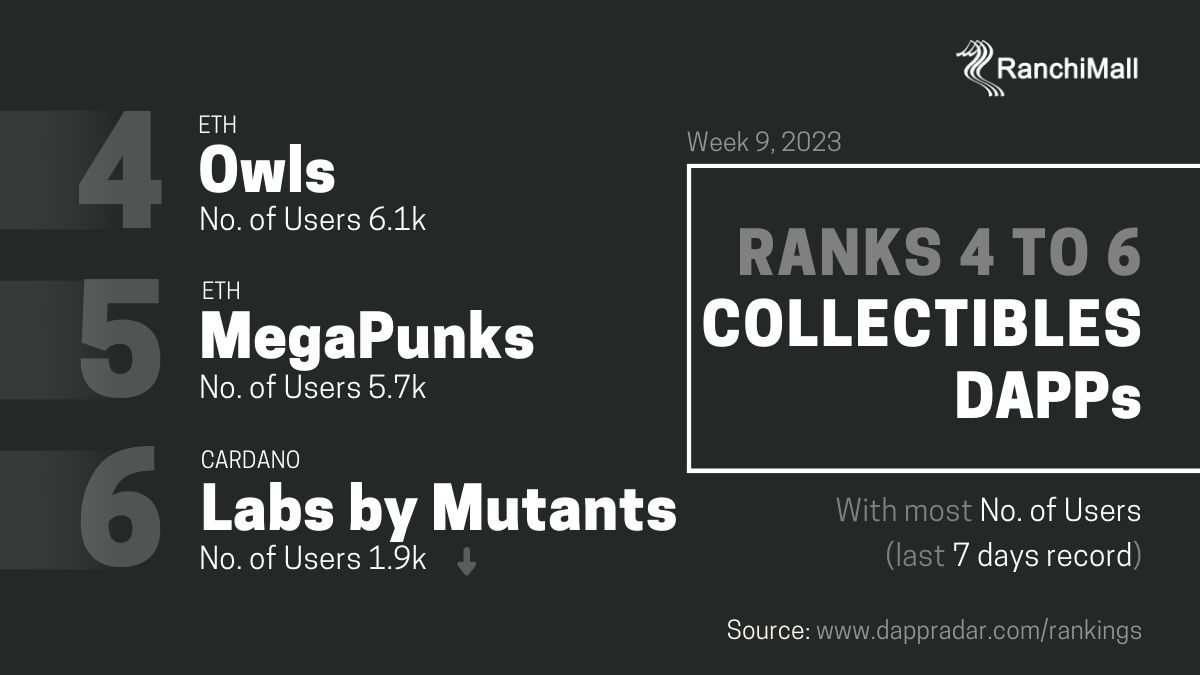 RanchiMall
4
ETH
Owls
No. of Users 6.1k
5
ETH
MegaPunks
No. of Users 5.7k
6
CARDANO
Labs by Mutants
No. of Users 1.9k
Week 9, 2023
RANKS 4 TO 6
COLLECTIBLES
DAPPs
With most No. of Users
(last 7 days record)
Source: www.dappradar.com/rankings